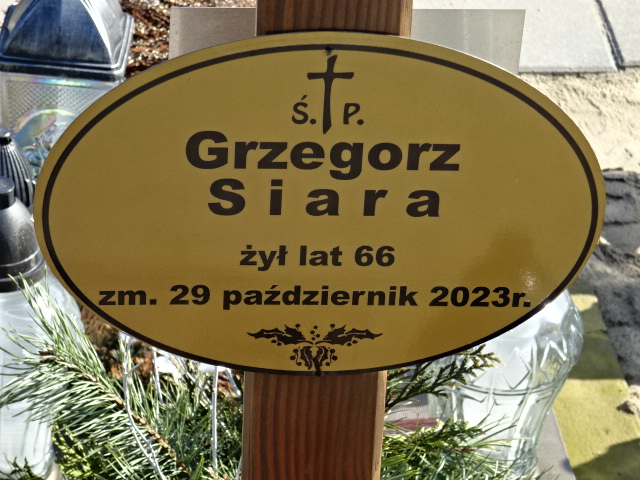 Ś. P.
Grzegorz
Siara
żył lat 66
zm. 29 październik 2023r.